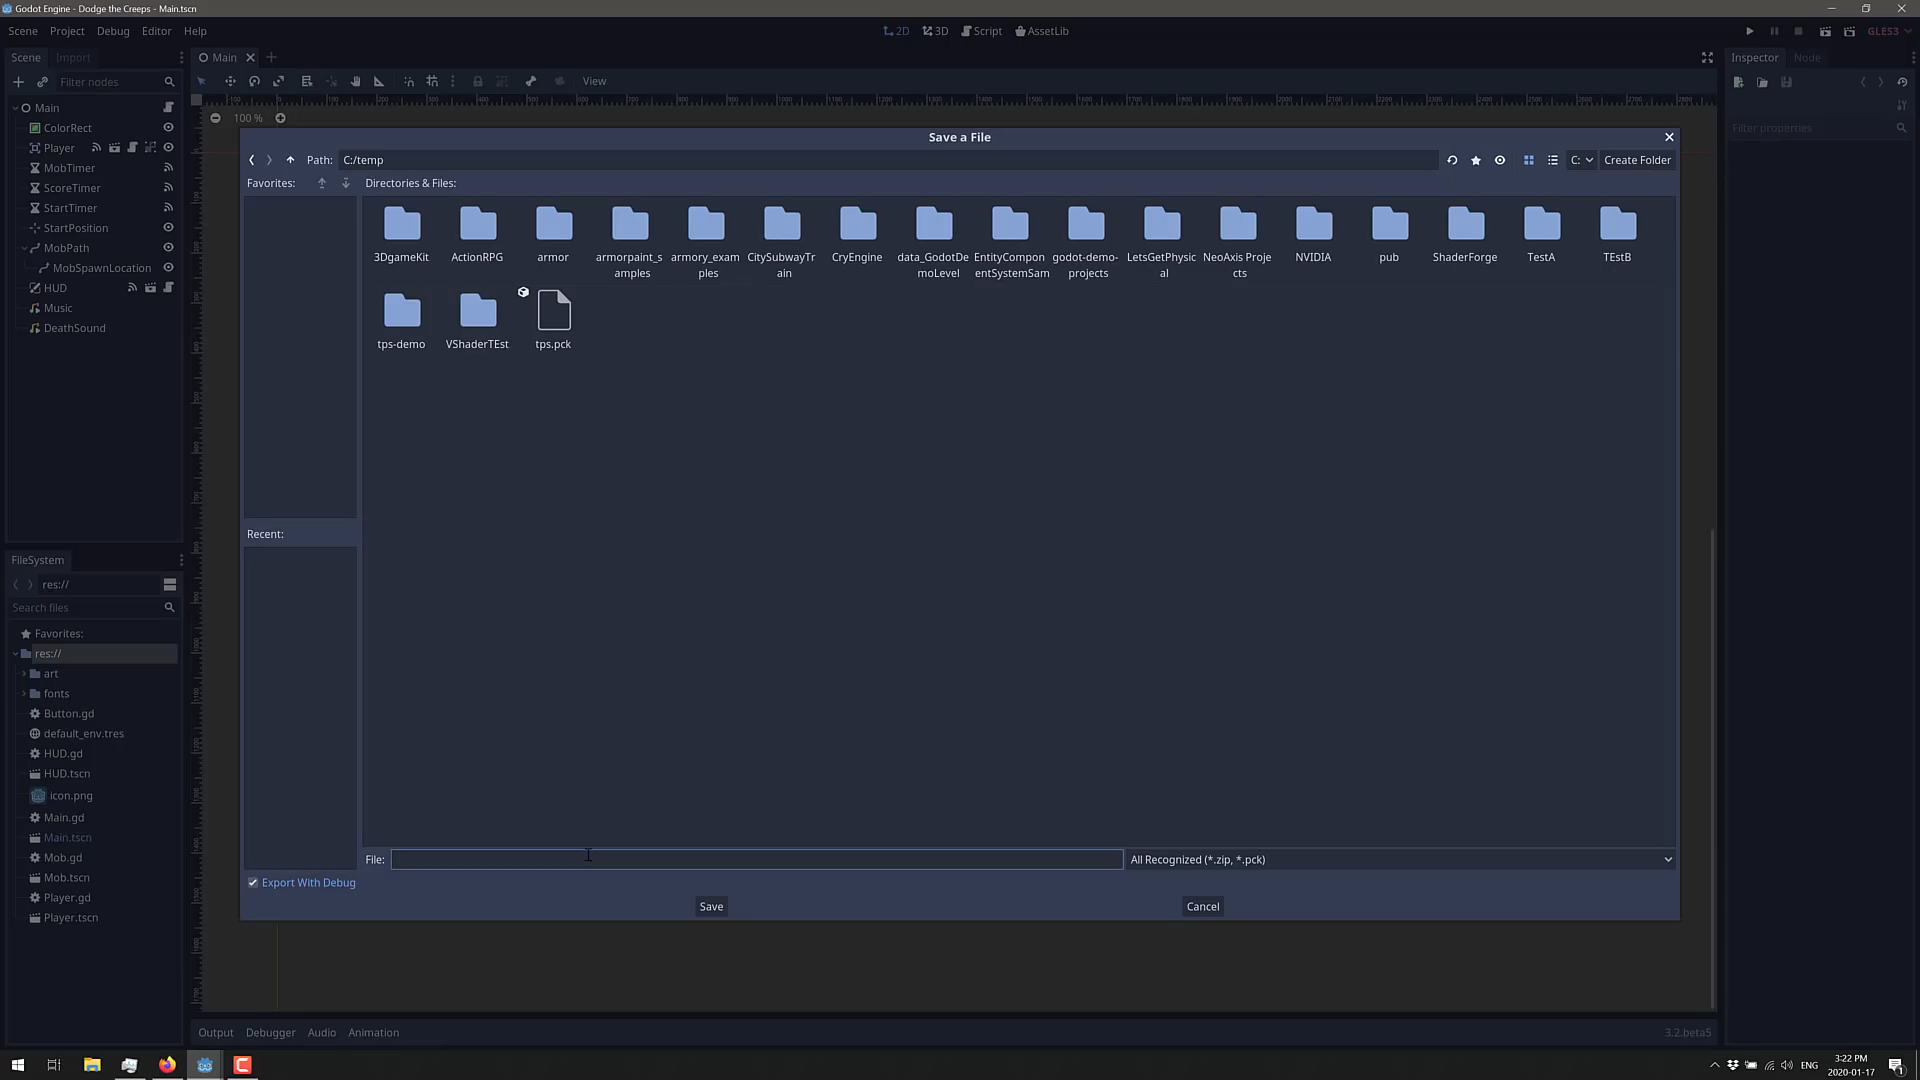 Godot Engine - Dodge the Creeps - Main.tscn
Scene Project Debug Editor Help
2D 3D Script AssetLib
GLES3
Scene Import
Main
Inspector Node
Filter nodes
View
100 %
Filter properties
Main
ColorRect
Player
MobTimer
ScoreTimer
StartTimer
StartPosition
MobPath
MobSpawnLocation
HUD
Music
DeathSound
Save a File
Path: C:/temp
C: Create Folder
Favorites:
Directories & Files:
3DgameKit
ActionRPG
armor
armorpaint_s
amples
armory_exam
ples
CitySubwayTr
ain
CryEngine
data_GodotDe
moLevel
EntityCompon
entSystemSam
godot-demo-
projects
LetsGetPhysic
al
NeoAxis Proje
cts
NVIDIA
pub
ShaderForge
TestA
TEstB
tps-demo
VShaderTEst
tps.pck
Recent:
File:
All Recognized (*.zip, *.pck)
Export With Debug
Save
Cancel
FileSystem
res://
Search files
Favorites:
res://
art
fonts
Button.gd
default_env.tres
HUD.gd
HUD.tscn
icon.png
Main.gd
Main.tscn
Mob.gd
Mob.tscn
Player.gd
Player.tscn
Output Debugger Audio Animation
3.2.beta5
ENG
3:22 PM
2020-01-17